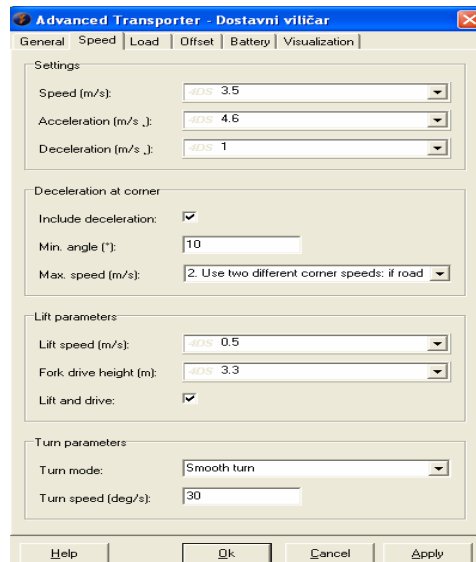 Advanced Transporter - Dostavni viličar
General Speed Load Offset Battery Visualization
Settings
Speed (m/s): 4DS 3.5
Acceleration (m/s ,): 4DS 4.6
Deceleration (m/s ,): 4DS 1
Deceleration at corner
Include deceleration:
Min. angle (°): 10
Max. speed (m/s): 2. Use two different corner speeds: if road
Lift parameters
Lift speed (m/s): 4DS 0.5
Fork drive height (m): 4DS 3.3
Lift and drive:
Turn parameters
Turn mode: Smooth turn
Turn speed (deg/s): 30
Help Ok Cancel Apply